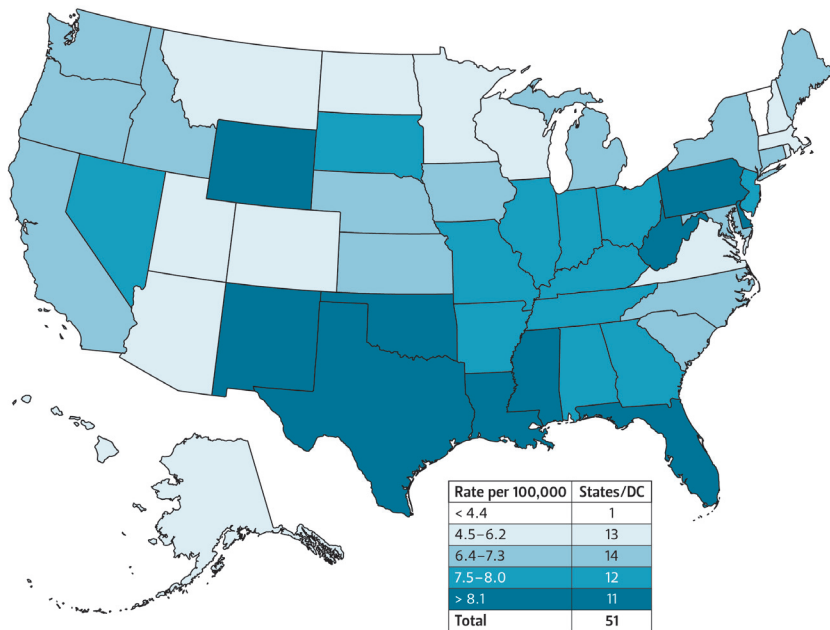 Rate per 100,000 States/DC
< 4.4 1
4.5–6.2 13
6.4–7.3 14
7.5–8.0 12
> 8.1 11
Total 51